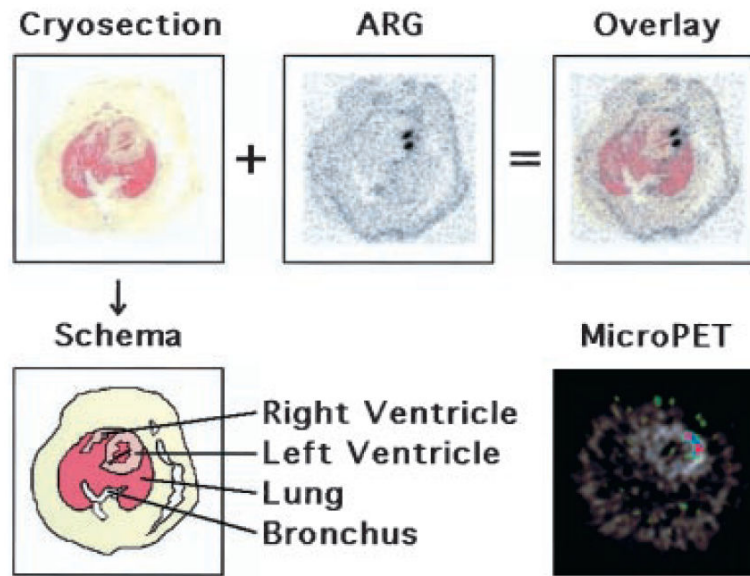 Cryosection ARG Overlay
+ =
↓
Schema MicroPET
Right Ventricle
Left Ventricle
Lung
Bronchus